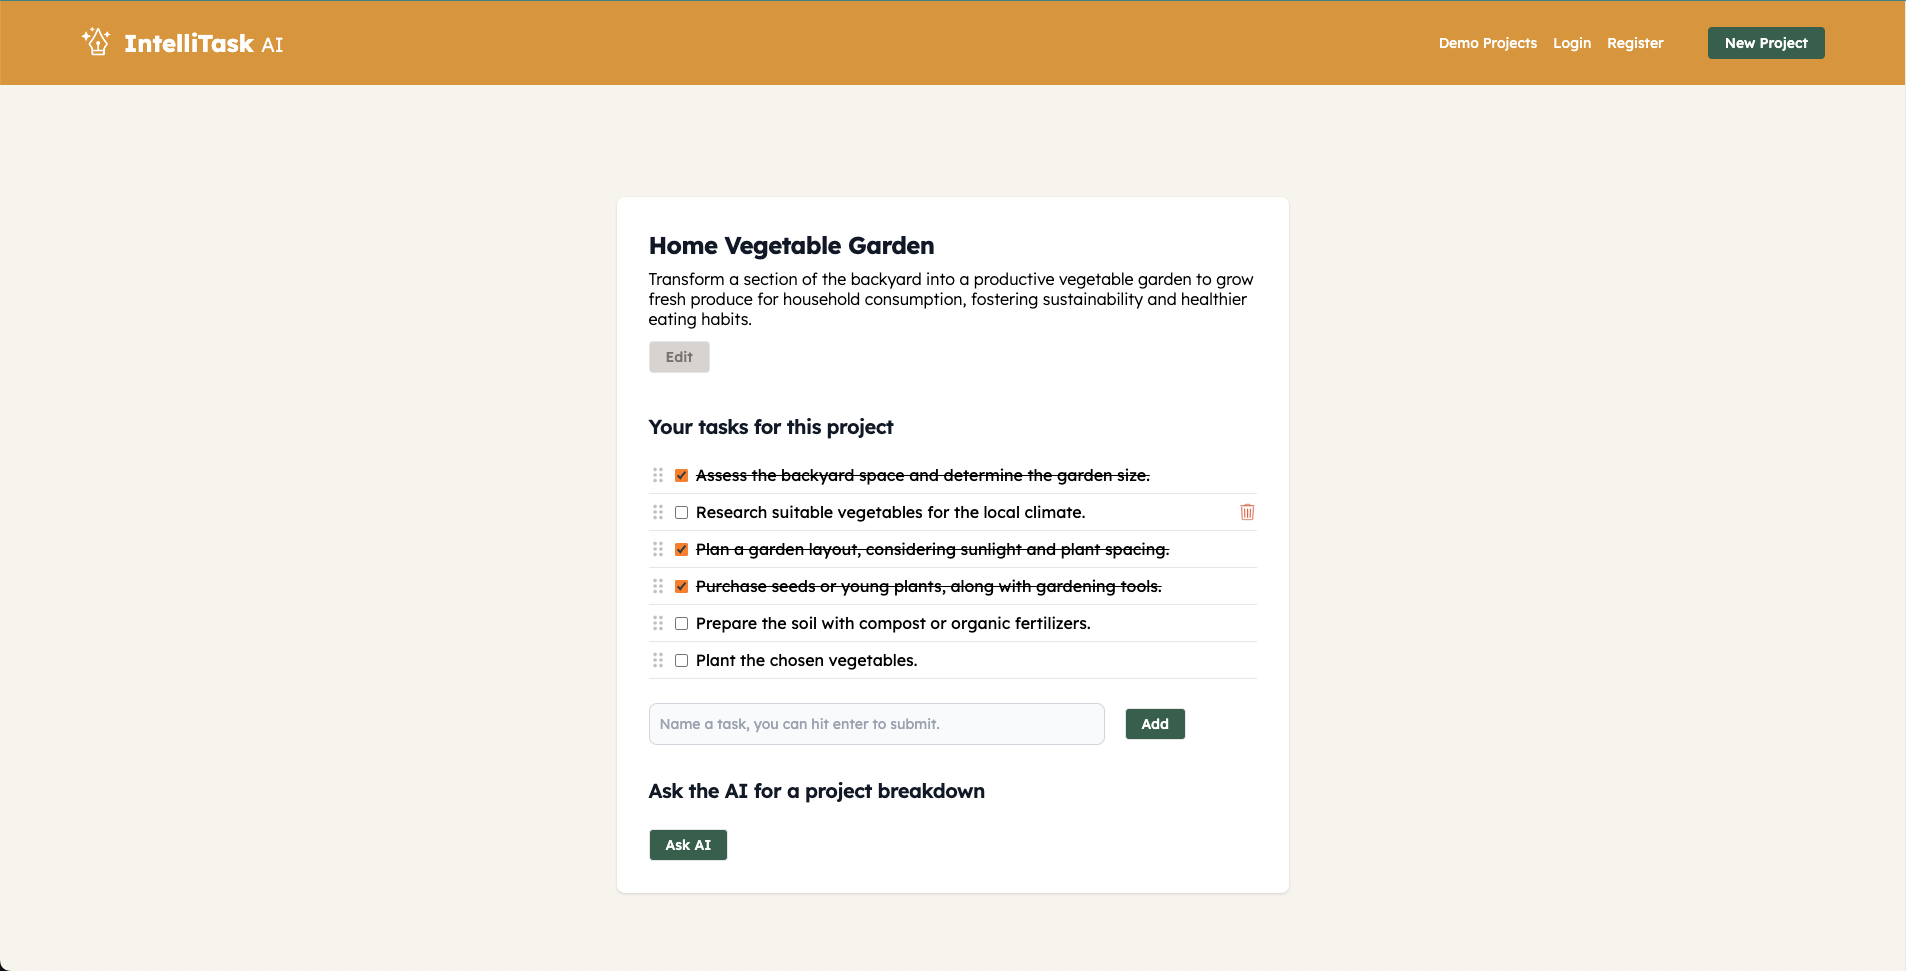 IntelliTask AI
Demo Projects Login Register New Project
Home Vegetable Garden
Transform a section of the backyard into a productive vegetable garden to grow
fresh produce for household consumption, fostering sustainability and healthier
eating habits.
Edit
Your tasks for this project
Assess the backyard space and determine the garden size.
Research suitable vegetables for the local climate.
Plan a garden layout, considering sunlight and plant spacing.
Purchase seeds or young plants, along with gardening tools.
Prepare the soil with compost or organic fertilizers.
Plant the chosen vegetables.
Name a task, you can hit enter to submit. Add
Ask the AI for a project breakdown
Ask AI